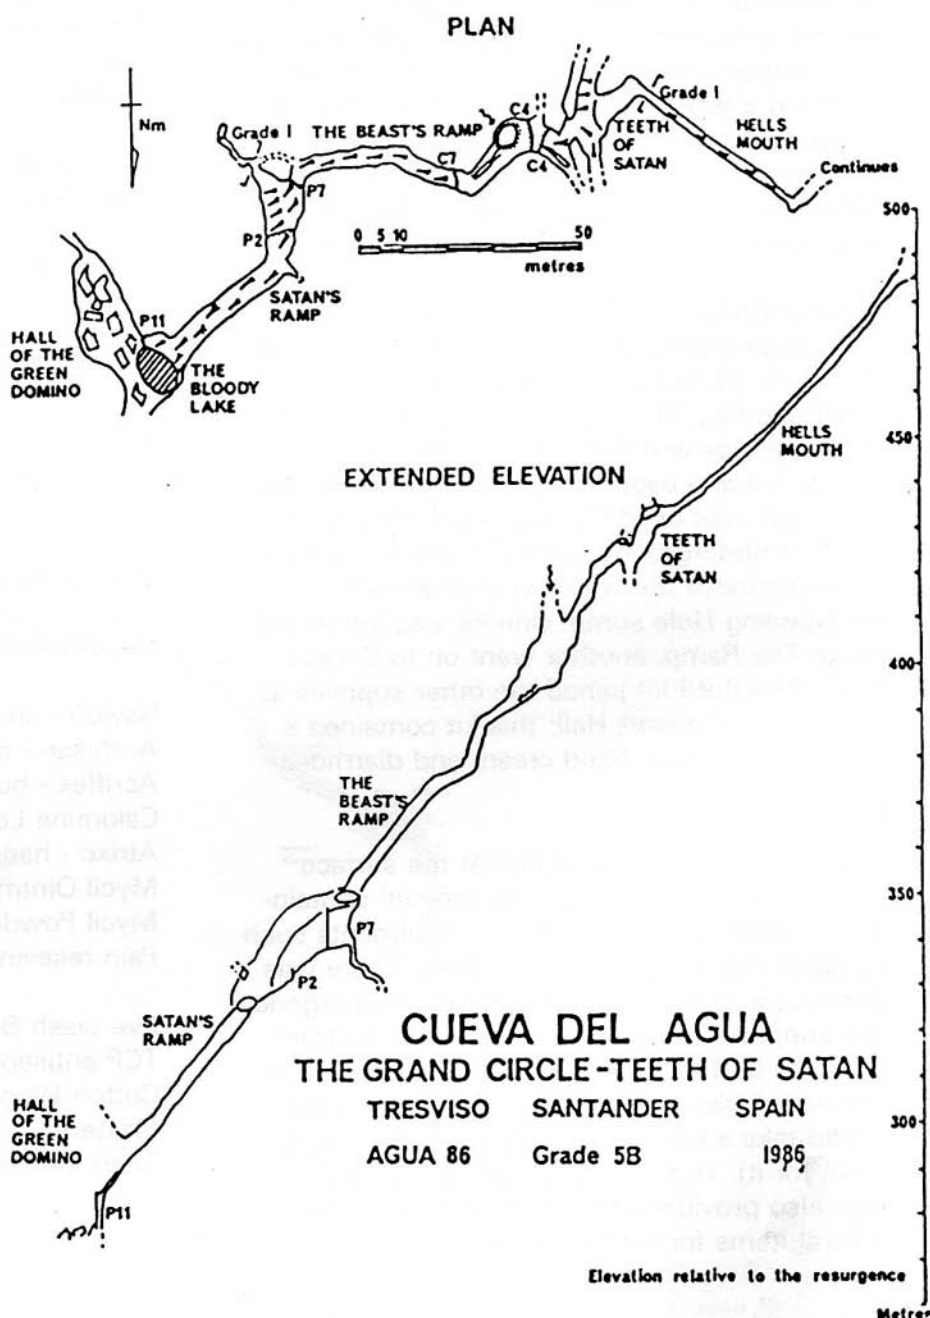 PLAN
Nm
Grade 1
THE BEAST'S RAMP
C4
C7
C4
TEETH
OF
SATAN
Grade 1
HELLS
MOUTH
Continues
P7
P2
0 5 10 50
metres
SATAN'S
RAMP
P11
HALL
OF THE
GREEN
DOMINO
THE
BLOODY
LAKE
500
EXTENDED ELEVATION
HELLS
MOUTH
450
TEETH
OF
SATAN
400
THE
BEAST'S
RAMP
350
P7
P2
SATAN'S
RAMP
HALL
OF THE
GREEN
DOMINO
P11
300
CUEVA DEL AGUA
THE GRAND CIRCLE-TEETH OF SATAN
TRESVISO SANTANDER SPAIN
AGUA 86 Grade 5B 1986
Elevation relative to the resurgence
Metres